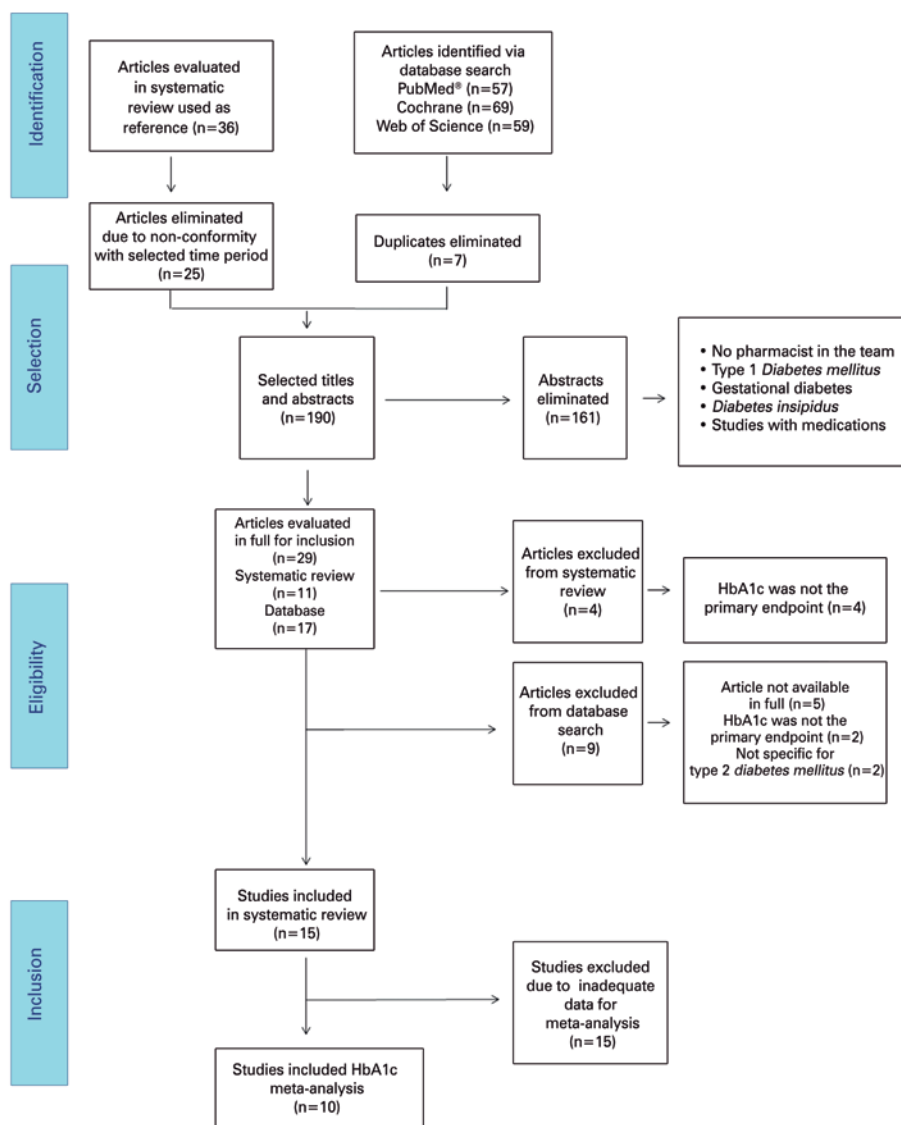 Identification
Articles evaluated
in systematic
review used as
reference (n=36)
Articles identified via
database search
PubMed® (n=57)
Cochrane (n=69)
Web of Science (n=59)
Articles eliminated
due to non-conformity
with selected time period
(n=25)
Duplicates eliminated
(n=7)
Selection
Selected titles
and abstracts
(n=190)
Abstracts
eliminated
(n=161)
• No pharmacist in the team
• Type 1 Diabetes mellitus
• Gestational diabetes
• Diabetes insipidus
• Studies with medications
Eligibility
Articles evaluated
in full for inclusion
(n=29)
Systematic review
(n=11)
Database
(n=17)
Articles excluded
from systematic
review
(n=4)
HbA1c was not the
primary endpoint (n=4)
Articles excluded
from database
search
(n=9)
Article not available
in full (n=5)
HbA1c was not the
primary endpoint (n=2)
Not specific for
type 2 diabetes mellitus (n=2)
Inclusion
Studies included
in systematic review
(n=15)
Studies excluded
due to inadequate
data for
meta-analysis
(n=15)
Studies included HbA1c
meta-analysis
(n=10)